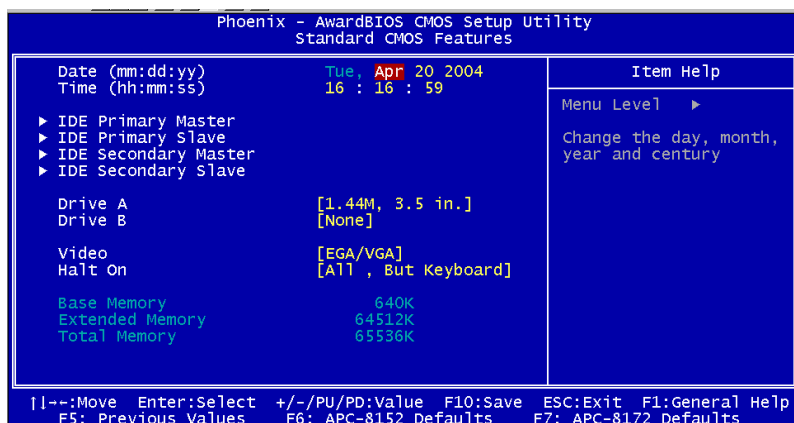 Phoenix - AwardBIOS CMOS Setup Utility
Standard CMOS Features
Date (mm:dd:yy) Tue, Apr 20 2004
Time (hh:mm:ss) 16 : 16 : 59
► IDE Primary Master
► IDE Primary Slave
► IDE Secondary Master
► IDE Secondary Slave
Drive A [1.44M, 3.5 in.]
Drive B [None]
Video [EGA/VGA]
Halt On [All , But Keyboard]
Base Memory 640K
Extended Memory 64512K
Total Memory 65536K
Item Help
Menu Level ►
Change the day, month,
year and century
↑↓→←:Move Enter:Select +/-/PU/PD:Value F10:Save ESC:Exit F1:General Help
F5: Previous Values F6: APC-8152 Defaults F7: APC-8172 Defaults